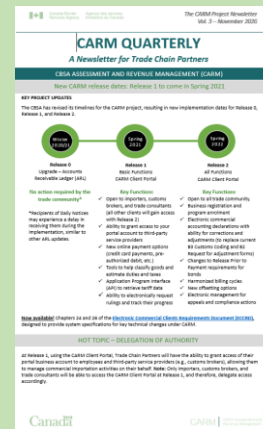 Canada Border Services Agency
Agence des services frontaliers du Canada
The CARM Project Newsletter
Vol. 3 – November 2020
CARM QUARTERLY
A Newsletter for Trade Chain Partners
CBSA ASSESSMENT AND REVENUE MANAGEMENT (CARM)
New CARM release dates: Release 1 to come in Spring 2021
KEY PROJECT UPDATES
The CBSA has revised its timelines for the CARM project, resulting in new implementation dates for Release 0,
Release 1, and Release 2.
Winter 2020/21
Spring 2021
Spring 2022
Release 0
Upgrade – Accounts
Receivable Ledger (ARL)
No action required by the
trade community*
*Recipients of Daily Notices
may experience a delay in
receiving them during the
implementation, similar to
other ARL updates.
Release 1
Basic Functions
CARM Client Portal
Key Functions:
✓ Open to importers, customs
brokers, and trade consultants
(all other clients will gain access
with Release 2)
✓ Ability to grant access to your
portal account to third-party
service providers
✓ New online payment options
(credit card payments, pre-
authorized debit, etc.)
✓ Tools to help classify goods and
estimate duties and taxes
✓ Application Program Interface
(API) to retrieve tariff data
✓ Ability to electronically request
rulings and track their progress
Release 2
All Functions
CARM Client Portal
Key Functions:
✓ Open to all trade community
✓ Business registration and
program enrolment
✓ Electronic commercial
accounting declarations with
ability for corrections and
adjustments (to replace current
B3 Customs Coding and B2
Request for Adjustment forms)
✓ Changes to Release Prior to
Payment requirements for
bonds
✓ Harmonized billing cycles
✓ New offsetting options
✓ Electronic management for
appeals and compliance actions
Now available! Chapters 24 and 26 of the Electronic Commerce Client Requirements Document (ECCRD),
designed to provide system specifications for key technical changes under CARM.
HOT TOPIC – DELEGATION OF AUTHORITY
At Release 1, using the CARM Client Portal, Trade Chain Partners will have the ability to grant access of their
portal business account to employees and third-party service providers (e.g., customs brokers), allowing them
to manage commercial importation activities on their behalf. Note: Only importers, customs brokers, and
trade consultants will be able to access the CARM Client Portal at Release 1, and therefore, delegate access
accordingly.
Canada
CARM